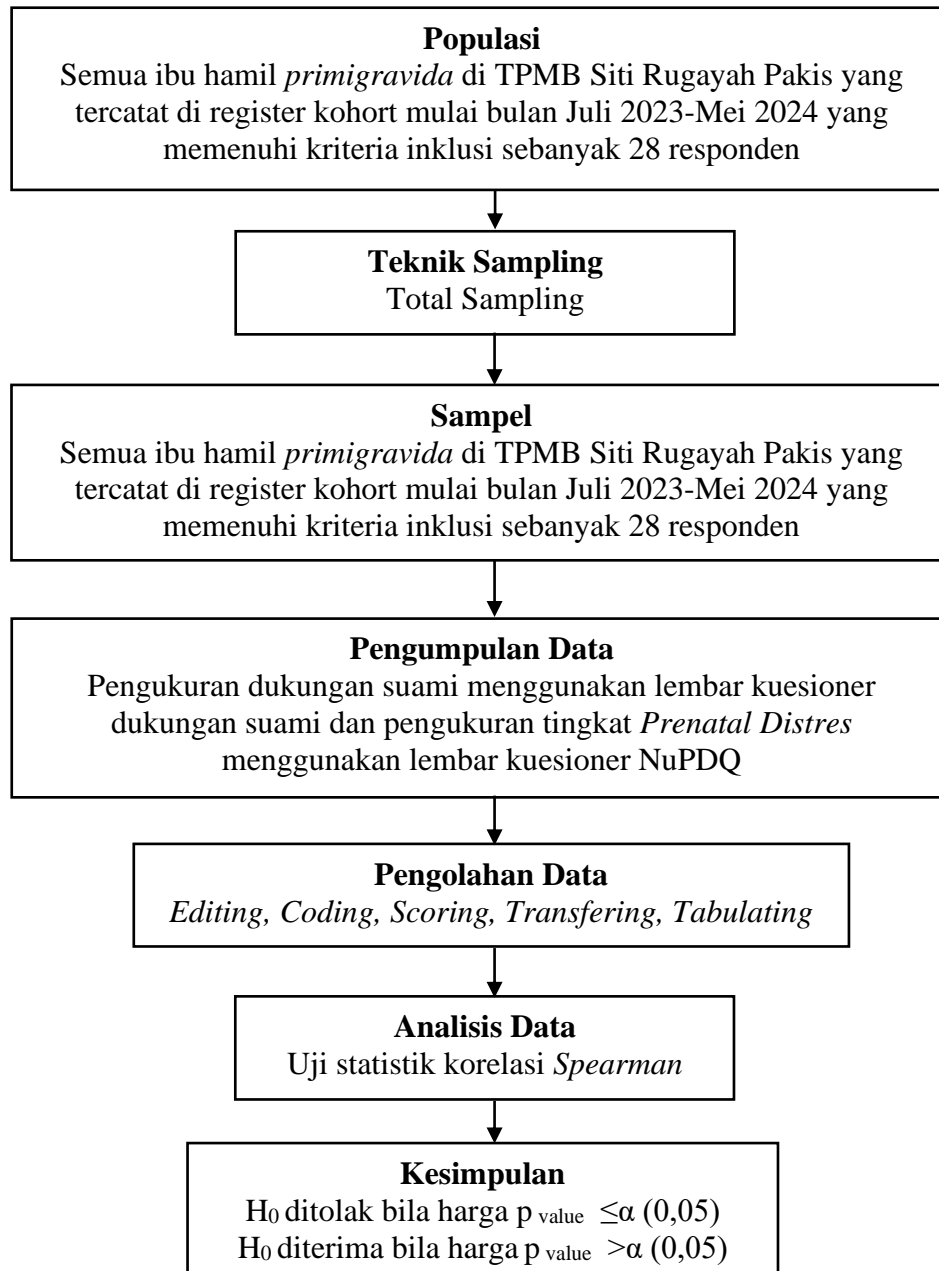 Populasi
Semua ibu hamil primigravida di TPMB Siti Rugayah Pakis yang
tercatat di register kohort mulai bulan Juli 2023-Mei 2024 yang
memenuhi kriteria inklusi sebanyak 28 responden
Teknik Sampling
Total Sampling
Sampel
Semua ibu hamil primigravida di TPMB Siti Rugayah Pakis yang
tercatat di register kohort mulai bulan Juli 2023-Mei 2024 yang
memenuhi kriteria inklusi sebanyak 28 responden
Pengumpulan Data
Pengukuran dukungan suami menggunakan lembar kuesioner
dukungan suami dan pengukuran tingkat Prenatal Distres
menggunakan lembar kuesioner NuPDQ
Pengolahan Data
Editing, Coding, Scoring, Transfering, Tabulating
Analisis Data
Uji statistik korelasi Spearman
Kesimpulan
H₀ ditolak bila harga p value ≤α (0,05)
H₀ diterima bila harga p value >α (0,05)